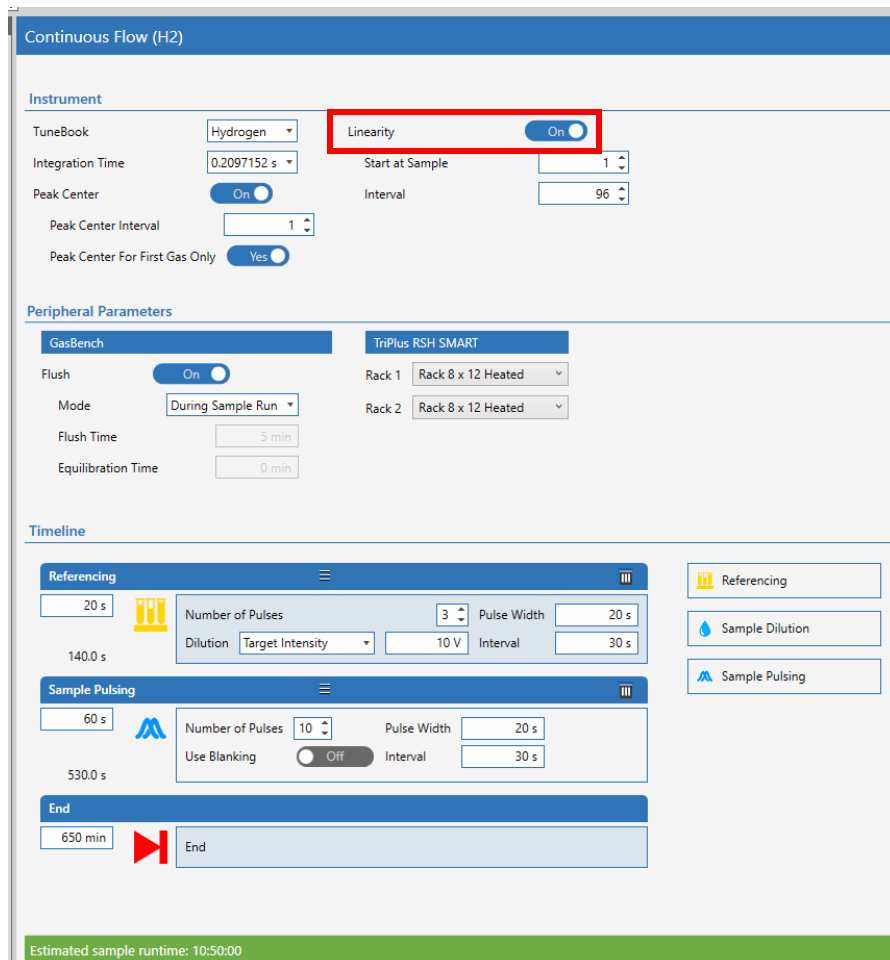 Continuous Flow (H2)
Instrument
TuneBook Hydrogen Linearity On
Integration Time 0.2097152 s Start at Sample 1
Peak Center On Interval 96
Peak Center Interval 1
Peak Center For First Gas Only Yes
Peripheral Parameters
GasBench TriPlus RSH SMART
Flush On Rack 1 Rack 8 x 12 Heated
Mode During Sample Run Rack 2 Rack 8 x 12 Heated
Flush Time 5 min
Equilibration Time 0 min
Timeline
Referencing
20 s Number of Pulses 3 Pulse Width 20 s
Dilution Target Intensity 10 V Interval 30 s
140.0 s
Sample Pulsing
60 s Number of Pulses 10 Pulse Width 20 s
Use Blanking Off Interval 30 s
530.0 s
End
650 min End
Referencing
Sample Dilution
Sample Pulsing
Estimated sample runtime: 10:50:00